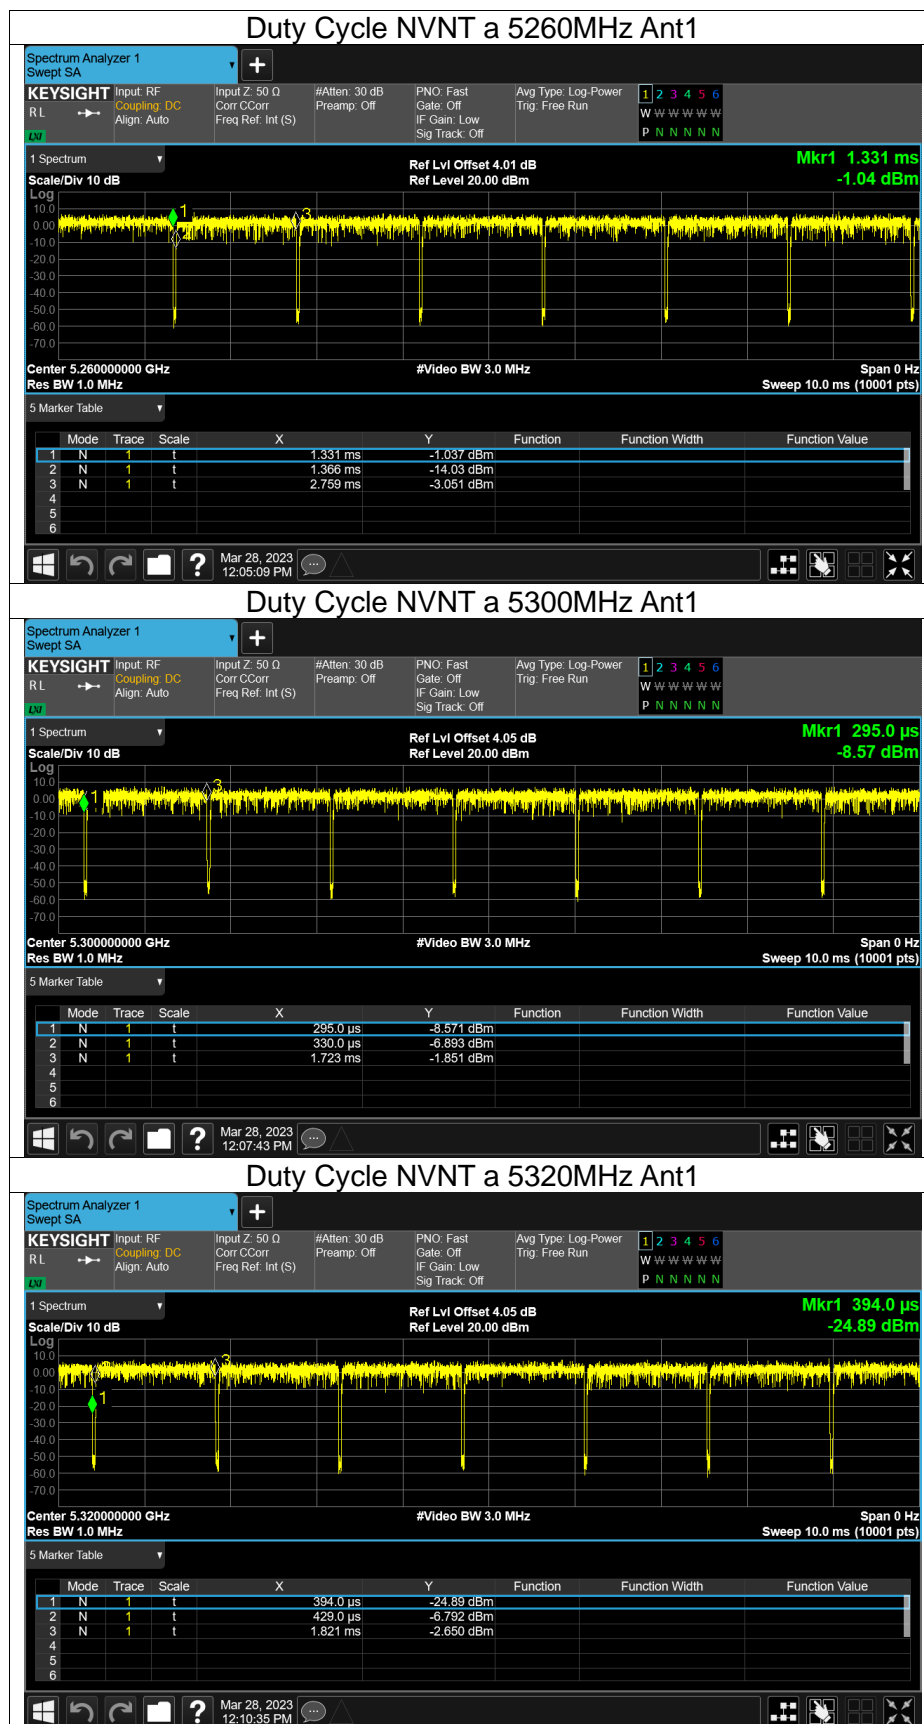 Duty Cycle NVNT a 5260MHz Ant1
Spectrum Analyzer 1
Swept SA
+
KEYSIGHT Input: RF Input Z: 50 Ω #Atten: 30 dB PNO: Fast Avg Type: Log-Power 1 2 3 4 5 6
RL Coupling: DC Corr CCorr Preamp: Off Gate: Off Trig: Free Run W W W W W W
Align: Auto Freq Ref: Int (S) IF Gain: Low
LXI Sig Track: Off P N N N N N
1 Spectrum Ref Lvl Offset 4.01 dB Mkr1 1.331 ms
Scale/Div 10 dB Ref Level 20.00 dBm -1.04 dBm
Log
10.0 1 3
0.00
-10.0
-20.0
-30.0
-40.0
-50.0
-60.0
-70.0
Center 5.260000000 GHz #Video BW 3.0 MHz Span 0 Hz
Res BW 1.0 MHz Sweep 10.0 ms (10001 pts)
5 Marker Table
Mode Trace Scale X Y Function Function Width Function Value
1 N 1 t 1.331 ms -1.037 dBm
2 N 1 t 1.366 ms -14.03 dBm
3 N 1 t 2.759 ms -3.051 dBm
4
5
6
? Mar 28, 2023
12:05:09 PM
Duty Cycle NVNT a 5300MHz Ant1
Spectrum Analyzer 1
Swept SA
+
KEYSIGHT Input: RF Input Z: 50 Ω #Atten: 30 dB PNO: Fast Avg Type: Log-Power 1 2 3 4 5 6
RL Coupling: DC Corr CCorr Preamp: Off Gate: Off Trig: Free Run W W W W W W
Align: Auto Freq Ref: Int (S) IF Gain: Low
LXI Sig Track: Off P N N N N N
1 Spectrum Ref Lvl Offset 4.05 dB Mkr1 295.0 µs
Scale/Div 10 dB Ref Level 20.00 dBm -8.57 dBm
Log
10.0 3
0.00 1
-10.0
-20.0
-30.0
-40.0
-50.0
-60.0
-70.0
Center 5.300000000 GHz #Video BW 3.0 MHz Span 0 Hz
Res BW 1.0 MHz Sweep 10.0 ms (10001 pts)
5 Marker Table
Mode Trace Scale X Y Function Function Width Function Value
1 N 1 t 295.0 µs -8.571 dBm
2 N 1 t 330.0 µs -6.893 dBm
3 N 1 t 1.723 ms -1.851 dBm
4
5
6
? Mar 28, 2023
12:07:43 PM
Duty Cycle NVNT a 5320MHz Ant1
Spectrum Analyzer 1
Swept SA
+
KEYSIGHT Input: RF Input Z: 50 Ω #Atten: 30 dB PNO: Fast Avg Type: Log-Power 1 2 3 4 5 6
RL Coupling: DC Corr CCorr Preamp: Off Gate: Off Trig: Free Run W W W W W W
Align: Auto Freq Ref: Int (S) IF Gain: Low
LXI Sig Track: Off P N N N N N
1 Spectrum Ref Lvl Offset 4.05 dB Mkr1 394.0 µs
Scale/Div 10 dB Ref Level 20.00 dBm -24.89 dBm
Log
10.0 3
0.00
-10.0 1
-20.0
-30.0
-40.0
-50.0
-60.0
-70.0
Center 5.320000000 GHz #Video BW 3.0 MHz Span 0 Hz
Res BW 1.0 MHz Sweep 10.0 ms (10001 pts)
5 Marker Table
Mode Trace Scale X Y Function Function Width Function Value
1 N 1 t 394.0 µs -24.89 dBm
2 N 1 t 429.0 µs -6.792 dBm
3 N 1 t 1.821 ms -2.650 dBm
4
5
6
? Mar 28, 2023
12:10:35 PM